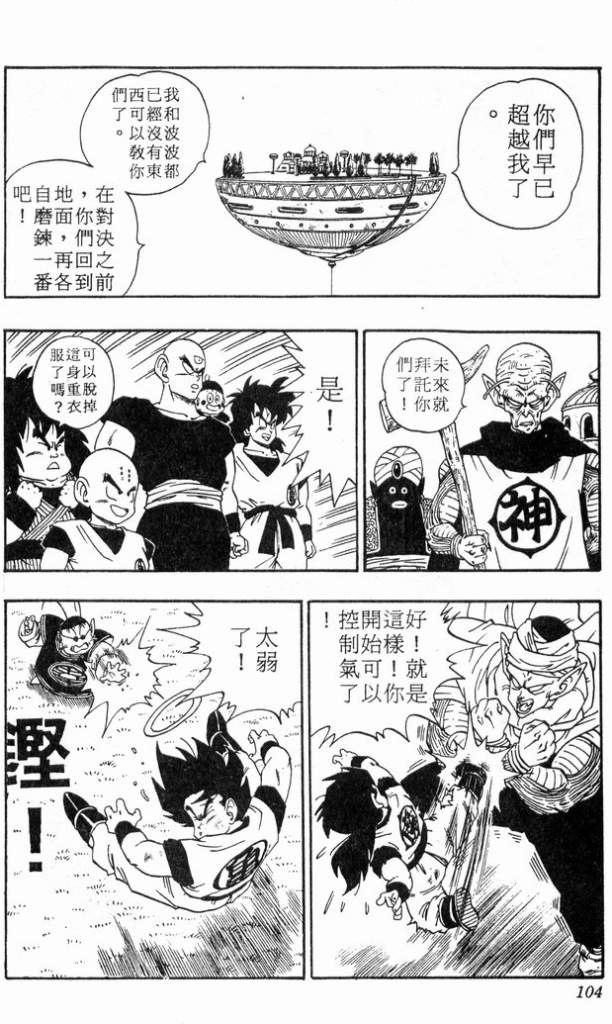 你們早已
超越我了
。
我和波波都
已經沒有東
西可以教你
們了。
在對決之前
，你們回到
地面，再各
自磨鍊一番
吧！
未來就
拜託你
們了！
神
是！
可以脫掉
這身重衣
服了嗎？
好！就是
這樣！你
開始可以
控制氣了
！
太弱
了！
鏗！
104